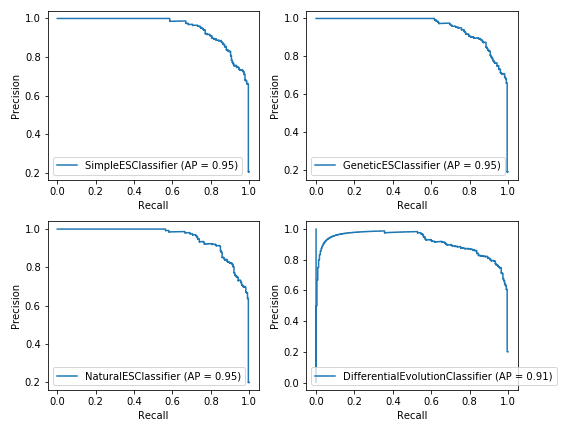 1.0
0.8
0.6
0.4
0.2
Precision
0.0 0.2 0.4 0.6 0.8 1.0
Recall
SimpleESClassifier (AP = 0.95)
1.0
0.8
0.6
0.4
0.2
Precision
0.0 0.2 0.4 0.6 0.8 1.0
Recall
GeneticESClassifier (AP = 0.95)
1.0
0.8
0.6
0.4
0.2
Precision
0.0 0.2 0.4 0.6 0.8 1.0
Recall
NaturalESClassifier (AP = 0.95)
1.0
0.8
0.6
0.4
0.2
0.0
Precision
0.0 0.2 0.4 0.6 0.8 1.0
Recall
DifferentialEvolutionClassifier (AP = 0.91)